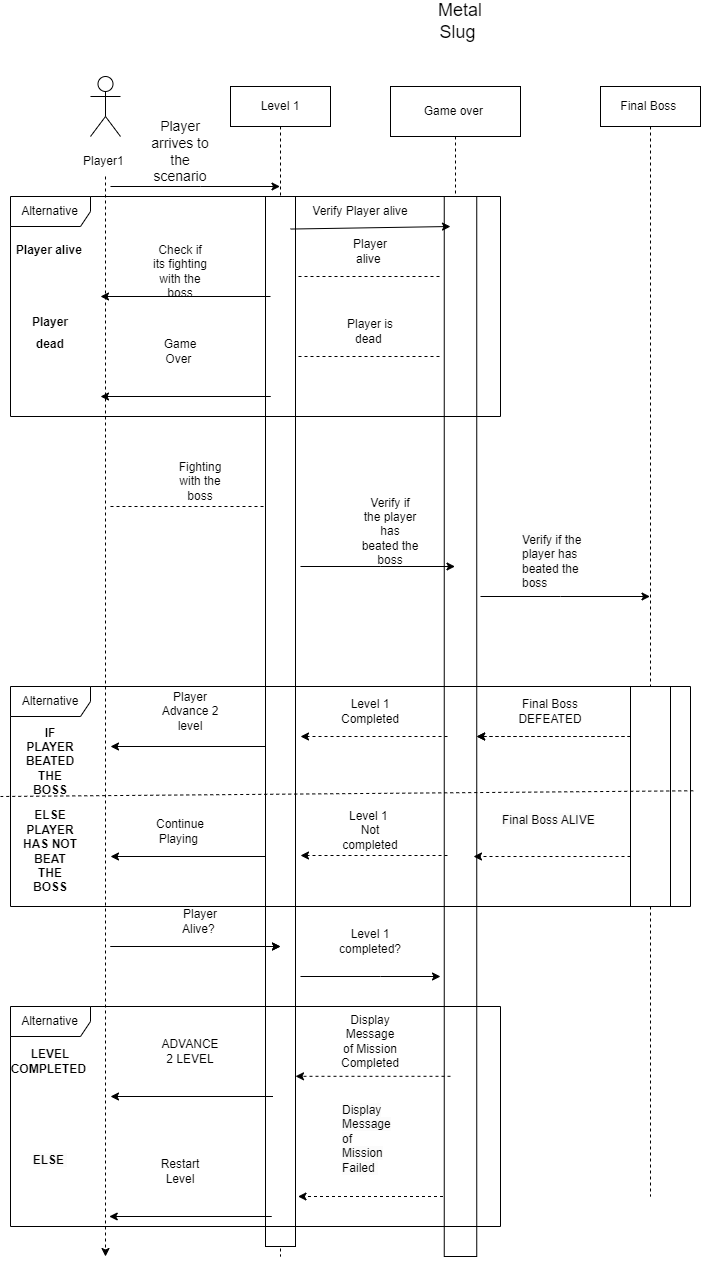 Metal
Slug
Level 1
Game over
Final Boss
Player1
Player
arrives to
the
scenario
Alternative
Verify Player alive
Player alive
Check if
its fighting
with the
boss
Player
alive
Player
dead
Game
Over
Player is
dead
Fighting
with the
boss
Verify if
the player
has
beated the
boss
Verify if the
player has
beated the
boss
Alternative
Player
Advance 2
level
Level 1
Completed
Final Boss
DEFEATED
IF
PLAYER
BEATED
THE
BOSS
ELSE
PLAYER
HAS NOT
BEAT
THE
BOSS
Continue
Playing
Level 1
Not
completed
Final Boss ALIVE
Player
Alive?
Level 1
completed?
Alternative
LEVEL
COMPLETED
ADVANCE
2 LEVEL
Display
Message
of Mission
Completed
ELSE
Restart
Level
Display
Message
of
Mission
Failed